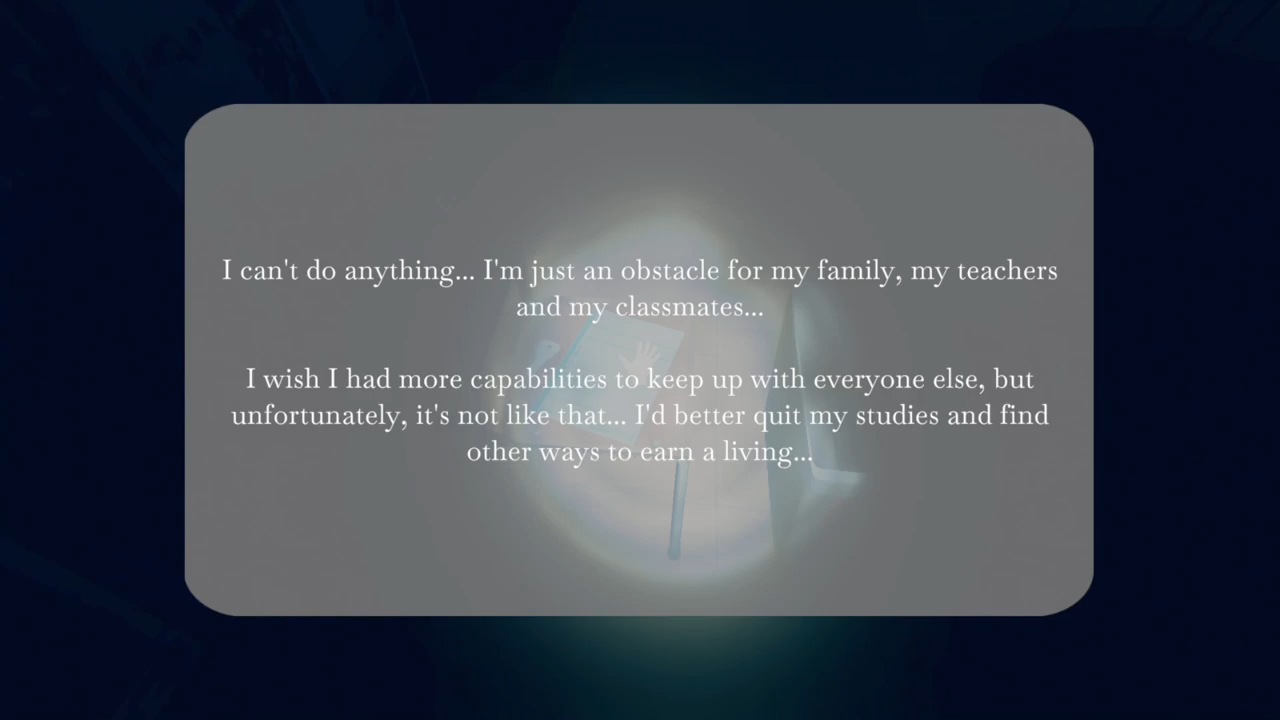 I can't do anything... I'm just an obstacle for my family, my teachers
and my classmates...
I wish I had more capabilities to keep up with everyone else, but
unfortunately, it's not like that... I'd better quit my studies and find
other ways to earn a living...